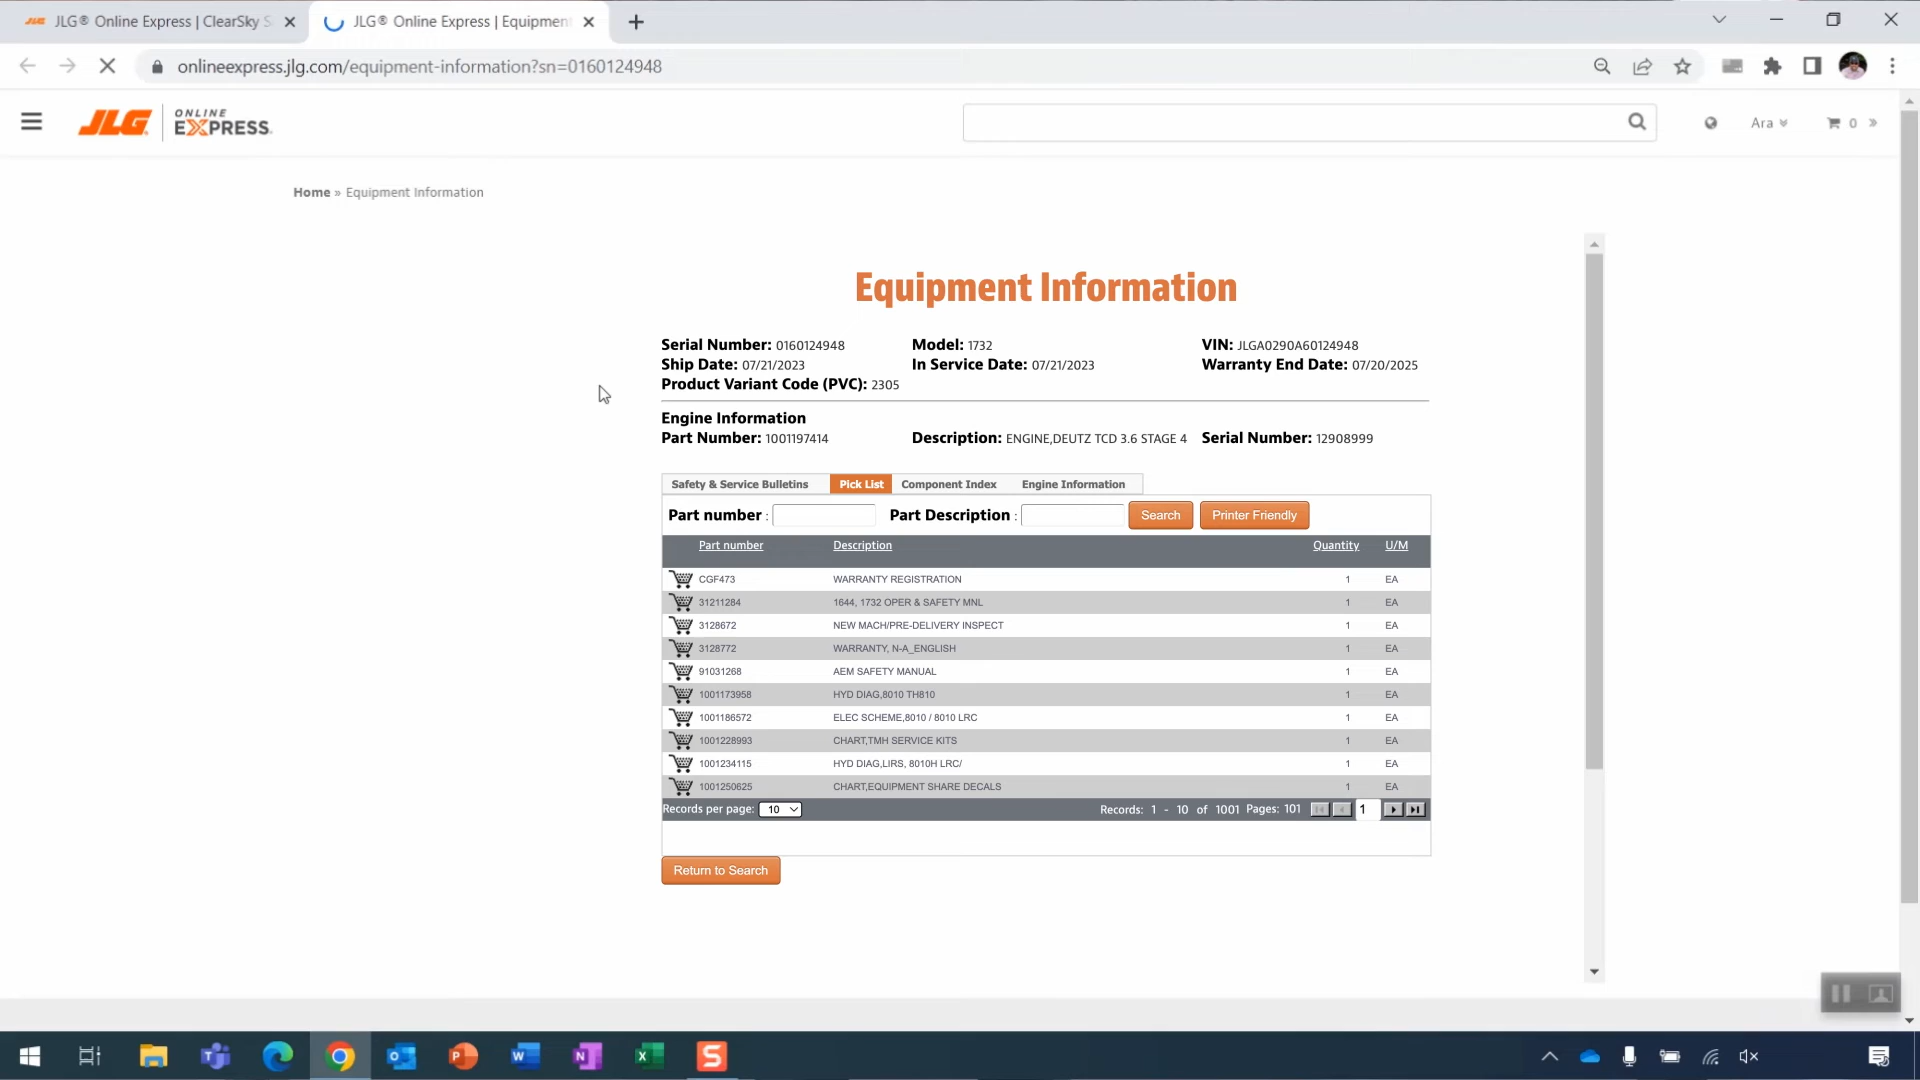 JLG® Online Express | ClearSky S
JLG® Online Express | Equipment
onlineexpress.jlg.com/equipment-information?sn=0160124948
JLG ONLINE EXPRESS
Ara
0
Home » Equipment Information
Equipment Information
Serial Number: 0160124948 Model: 1732 VIN: JLGA0290A60124948
Ship Date: 07/21/2023 In Service Date: 07/21/2023 Warranty End Date: 07/20/2025
Product Variant Code (PVC): 2305
Engine Information
Part Number: 1001197414 Description: ENGINE,DEUTZ TCD 3.6 STAGE 4 Serial Number: 12908999
Safety & Service Bulletins Pick List Component Index Engine Information
Part number : Part Description : Search Printer Friendly
Part number Description Quantity U/M
CGF473 WARRANTY REGISTRATION 1 EA
31211284 1644, 1732 OPER & SAFETY MNL 1 EA
3128672 NEW MACH/PRE-DELIVERY INSPECT 1 EA
3128772 WARRANTY, N-A_ENGLISH 1 EA
91031268 AEM SAFETY MANUAL 1 EA
1001173958 HYD DIAG,8010 TH810 1 EA
1001186572 ELEC SCHEME,8010 / 8010 LRC 1 EA
1001228993 CHART,TMH SERVICE KITS 1 EA
1001234115 HYD DIAG,LIRS, 8010H LRC/ 1 EA
1001250625 CHART,EQUIPMENT SHARE DECALS 1 EA
Records per page: 10 Records: 1 - 10 of 1001 Pages: 101 1
Return to Search